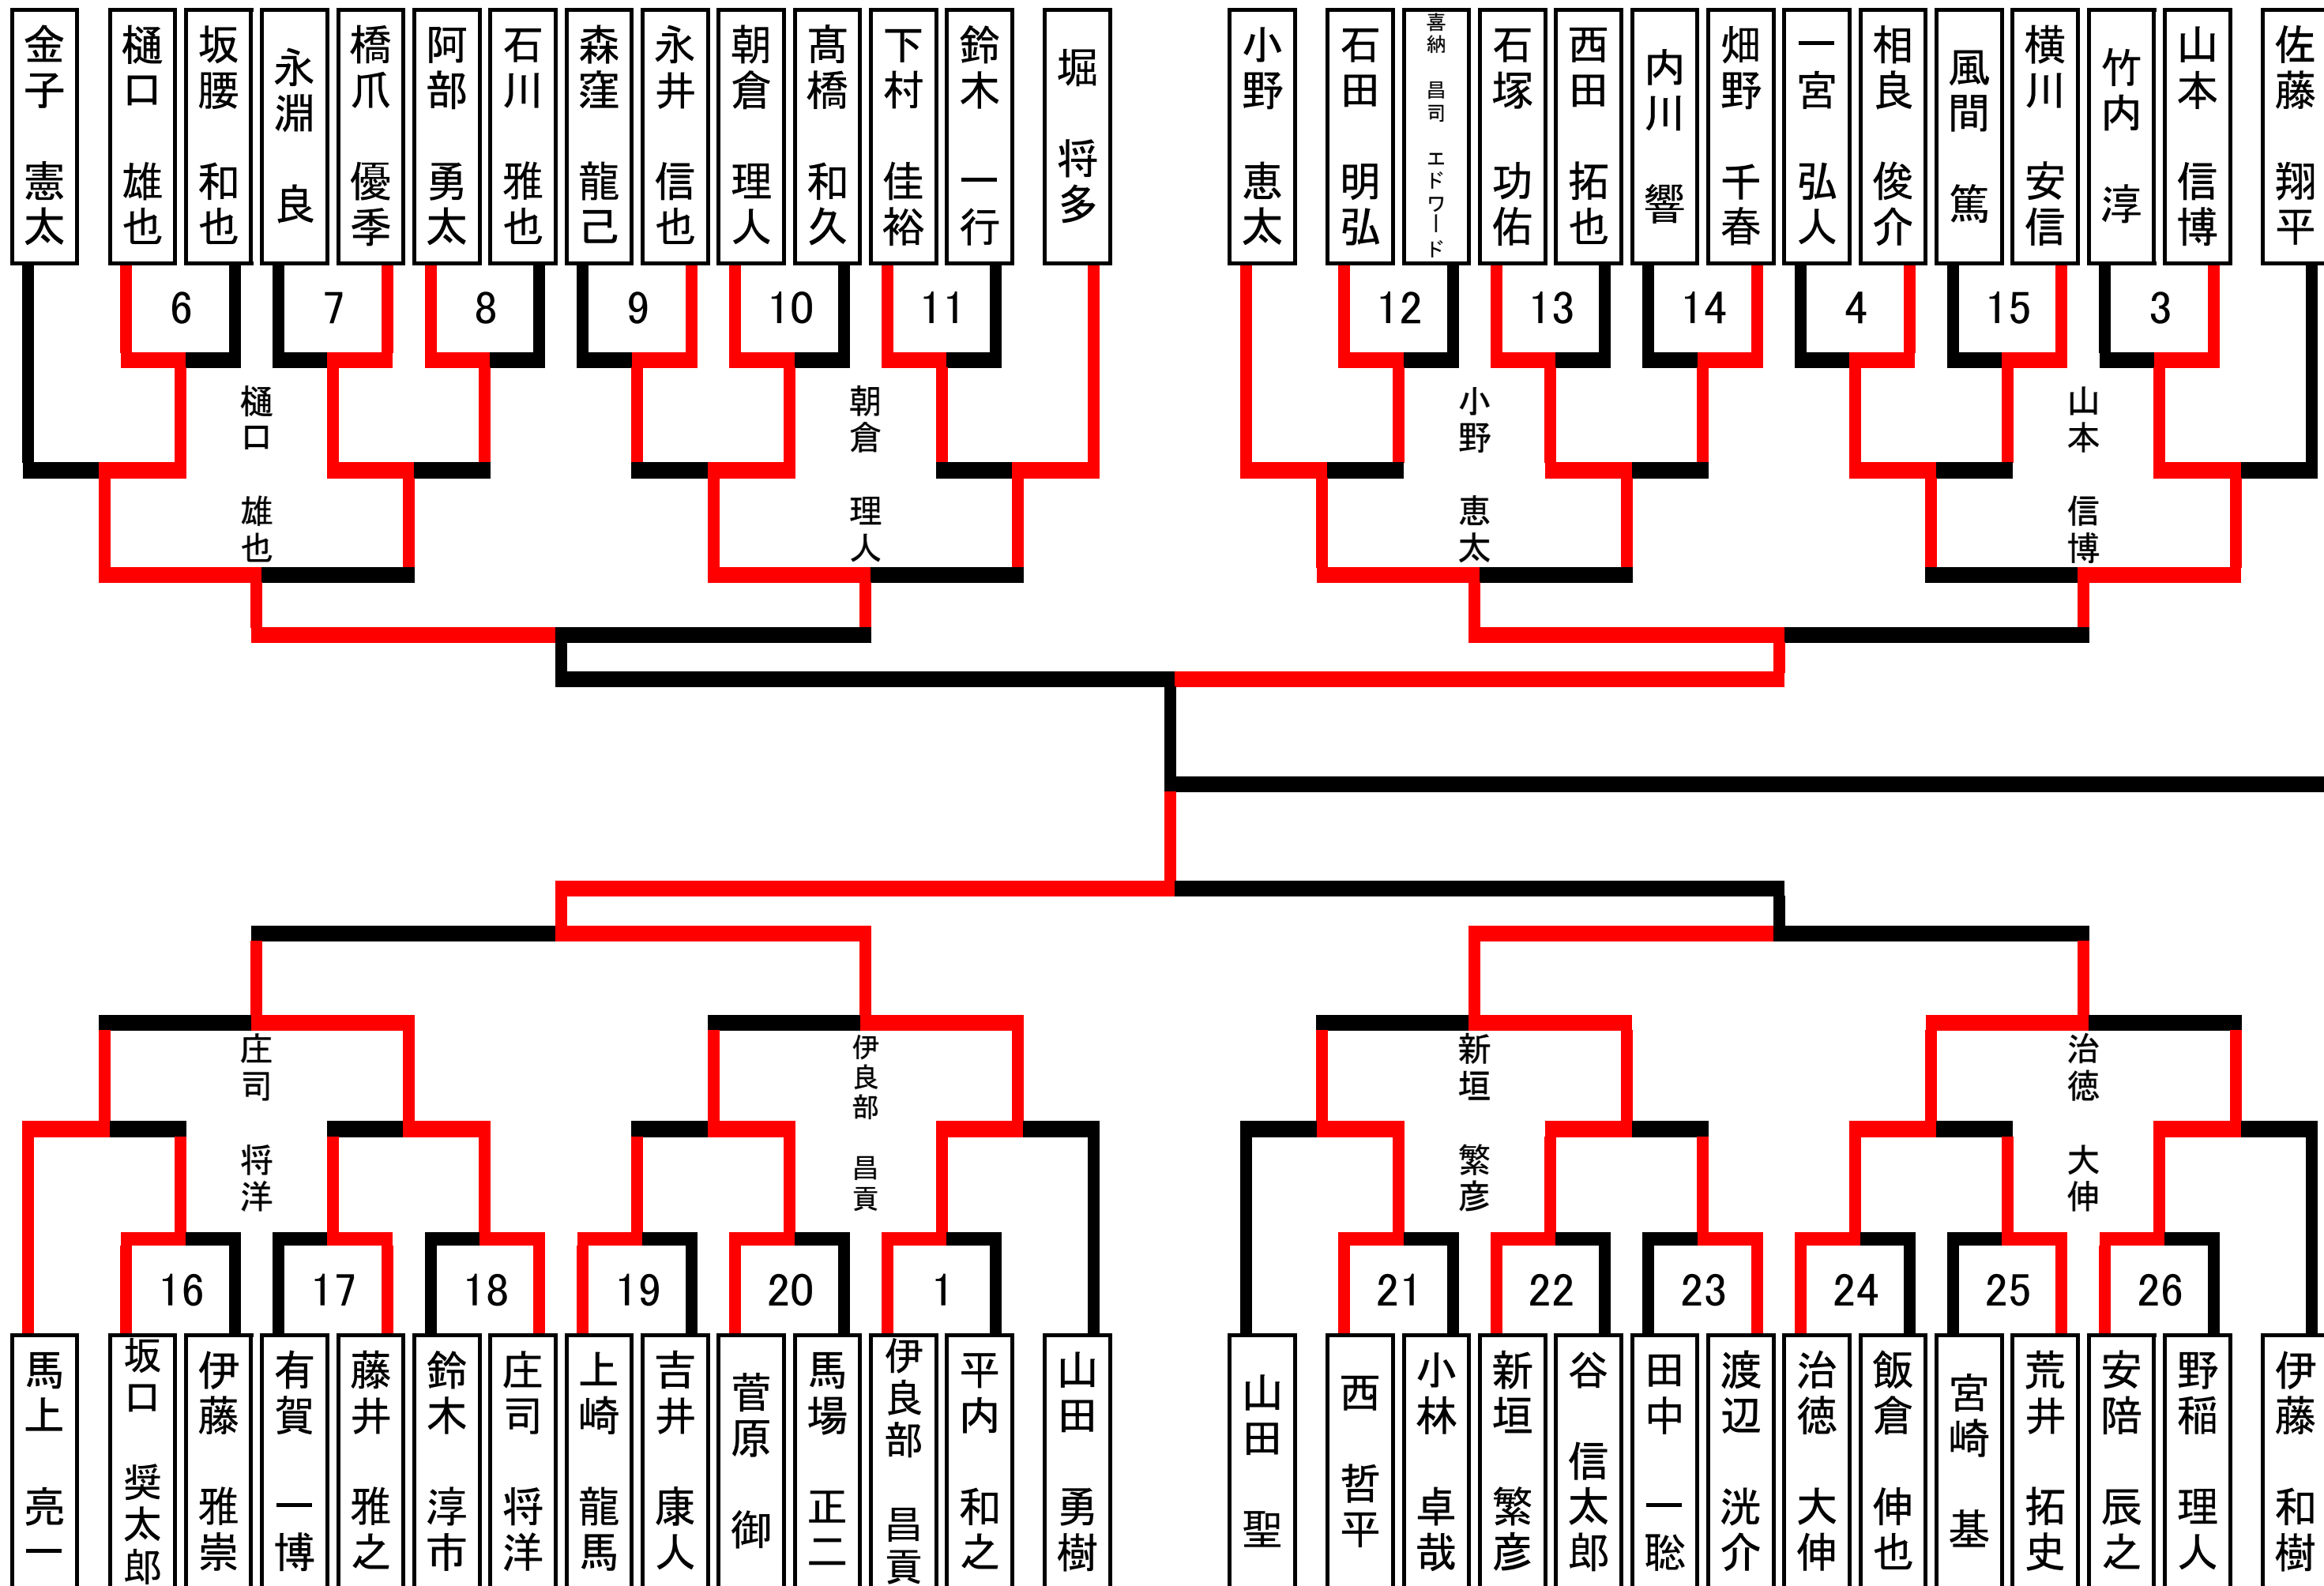 金子 憲太
樋口 雄也
坂腰 和也
永淵 良
橋爪 優季
阿部 勇太
石川 雅也
森窪 龍己
永井 信也
朝倉 理人
髙橋 和久
下村 佳裕
鈴木 一行
堀 将多
小野 恵太
石田 明弘
喜納 昌司 エドワード
石塚 功佑
西田 拓也
内川 響
畑野 千春
一宮 弘人
相良 俊介
風間 篤
横川 安信
竹内 淳
山本 信博
佐藤 翔平
6
7
8
9
10
11
12
13
14
4
15
3
樋口 雄也
朝倉 理人
小野 恵太
山本 信博
庄司 将洋
伊良部 昌貢
新垣 繁彦
治徳 大伸
16
17
18
19
20
1
21
22
23
24
25
26
馬上 亮一
坂口 奨太郎
伊藤 雅崇
有賀 一博
藤井 雅之
鈴木 淳市
庄司 将洋
上崎 龍馬
吉井 康人
菅原 御
馬場 正二
伊良部 昌貢
平内 和之
山田 勇樹
山田 聖
西 哲平
小林 卓哉
新垣 繁彦
谷 信太郎
田中 一聡
渡辺 洸介
治徳 大伸
飯倉 伸也
宮崎 基
荒井 拓史
安陪 辰之
野稲 理人
伊藤 和樹